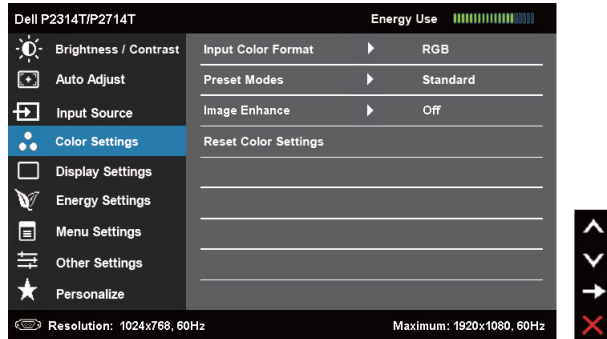 Dell P2314T/P2714T Energy Use
Brightness / Contrast
Auto Adjust
Input Source
Color Settings
Display Settings
Energy Settings
Menu Settings
Other Settings
Personalize
Input Color Format RGB
Preset Modes Standard
Image Enhance Off
Reset Color Settings
Resolution: 1024x768, 60Hz Maximum: 1920x1080, 60Hz